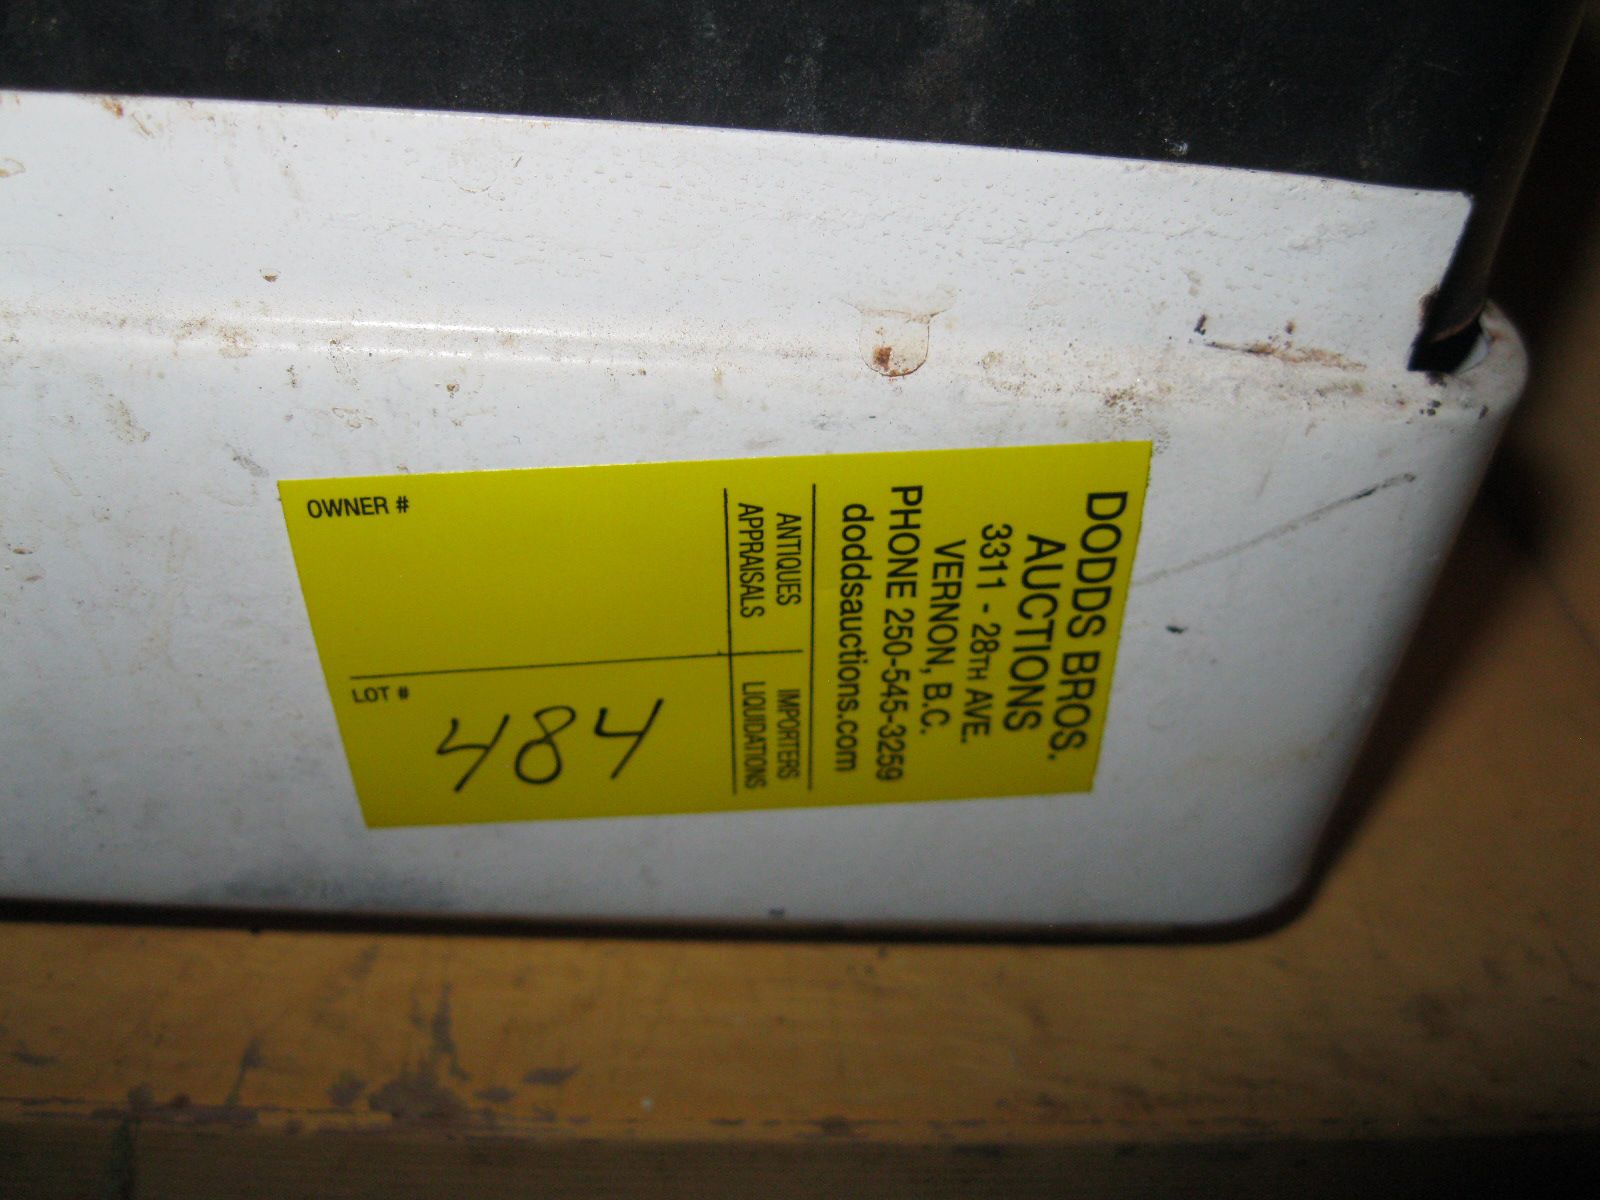 DODDS BROS.
AUCTIONS
3311 - 28TH AVE.
VERNON, B.C.
PHONE 250-545-3259
doddsauctions.com
ANTIQUES IMPORTERS
APPRAISALS LIQUIDATIONS
OWNER #
LOT #
484